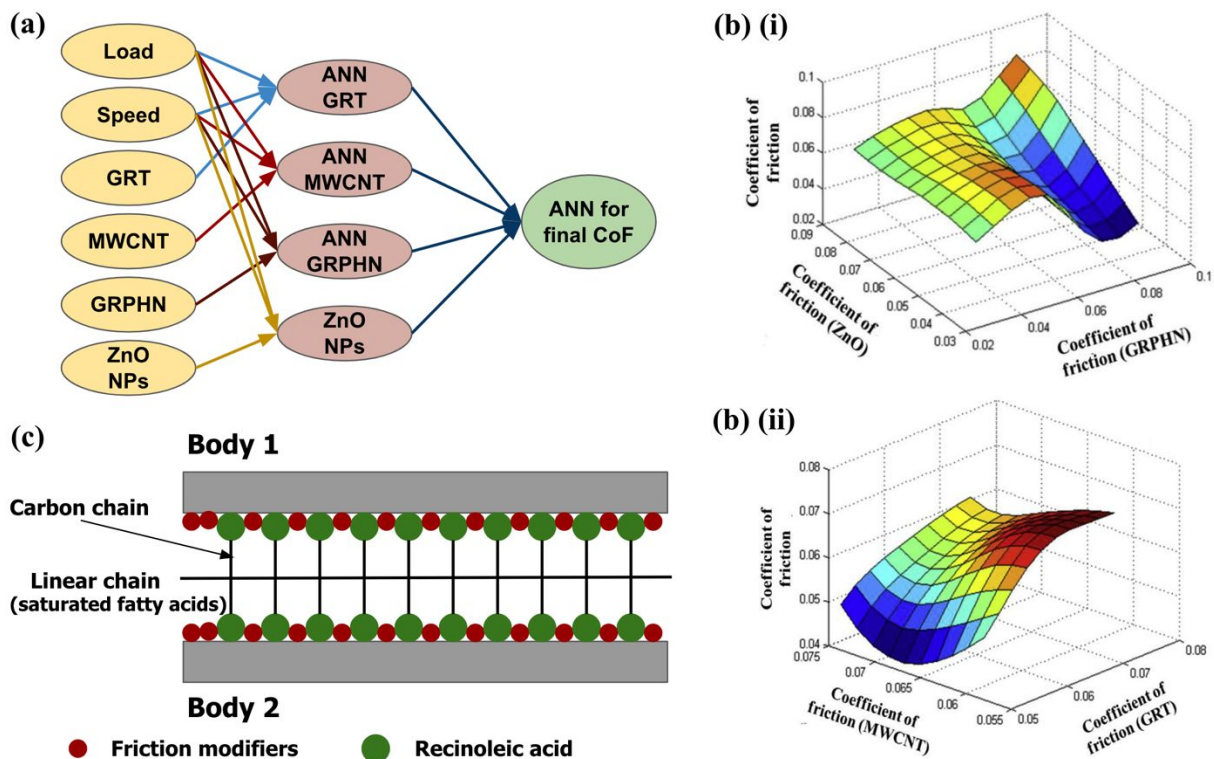 (a)
Load
Speed
GRT
MWCNT
GRPHN
ZnO
NPs
ANN
GRT
ANN
MWCNT
ANN
GRPHN
ZnO
NPs
ANN for
final CoF
(b) (i)
Coefficient of
friction
0.1
0.08
0.06
0.04
0.02
0.09
0.08
0.07
0.06
0.05
0.04
0.03
Coefficient of
friction (ZnO)
0.02
0.04
0.06
0.08
0.1
Coefficient of
friction (GRPHN)
(b) (ii)
Coefficient of
friction
0.08
0.07
0.06
0.05
0.04
0.075
0.07
0.065
0.06
0.055
Coefficient of
friction (MWCNT)
0.05
0.06
0.07
0.08
Coefficient of
friction (GRT)
(c)
Body 1
Carbon chain
Linear chain
(saturated fatty acids)
Body 2
Friction modifiers
Recinoleic acid